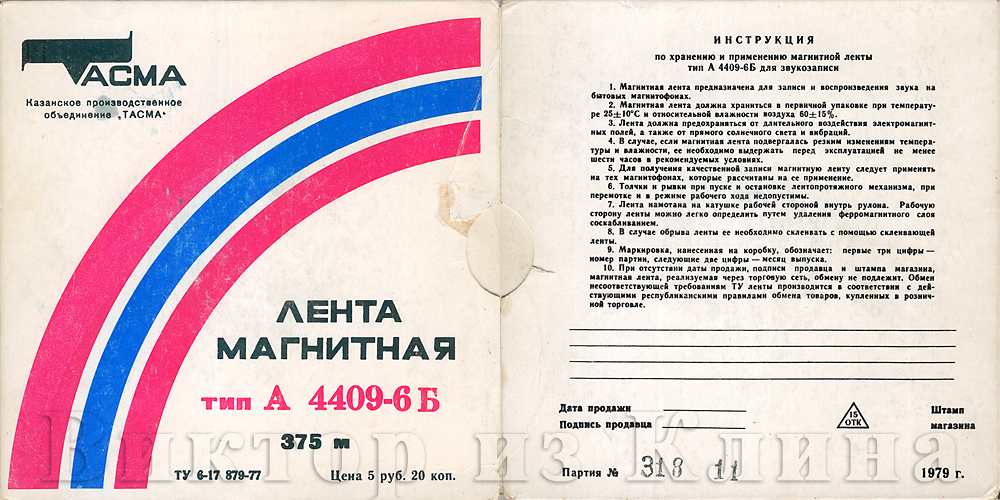 ТАСМА
Казанское производственное
объединение „ТАСМА"
ЛЕНТА
МАГНИТНАЯ
тип А 4409-6 Б
375 м
ТУ 6-17 879-77
Цена 5 руб. 20 коп.
ИНСТРУКЦИЯ
по хранению и применению магнитной ленты
тип А 4409-6Б для звукозаписи
1. Магнитная лента предназначена для записи и воспроизведения звука на
бытовых магнитофонах.
2. Магнитная лента должна храниться в первичной упаковке при температу-
ре 25±10°С и относительной влажности воздуха 60±15%.
3. Лента должна предохраняться от длительного воздействия электромагнит-
ных полей, а также от прямого солнечного света и вибраций.
4. В случае, если магнитная лента подвергалась резким изменениям темпера-
туры и влажности, ее необходимо выдержать перед эксплуатацией не менее
шести часов в рекомендуемых условиях.
5. Для получения качественной записи магнитную ленту следует применять
на тех магнитофонах, которые рассчитаны на ее применение.
6. Толчки и рывки при пуске и остановке лентопротяжного механизма, при
перемотке и в режиме рабочего хода недопустимы.
7. Лента намотана на катушке рабочей стороной внутрь рулона. Рабочую
сторону ленты можно легко определить путем удаления ферромагнитного слоя
соскабливанием.
8. В случае обрыва ленты ее необходимо склеивать с помощью склеивающей
ленты.
9. Маркировка, нанесенная на коробку, обозначает: первые три цифры —
номер партии, следующие две цифры — месяц выпуска.
10. При отсутствии даты продажи, подписи продавца и штампа магазина,
магнитная лента, реализуемая через торговую сеть, обмену не подлежит. Обмен
несоответствующей требованиям ТУ ленты производится в соответствии с дей-
ствующими республиканскими правилами обмена товаров, купленных в рознич-
ной торговле.
Дата продажи
Подпись продавца
15
ОТК
Штамп
магазина
Партия № 318 11
1979 г.
Виктор из Клина